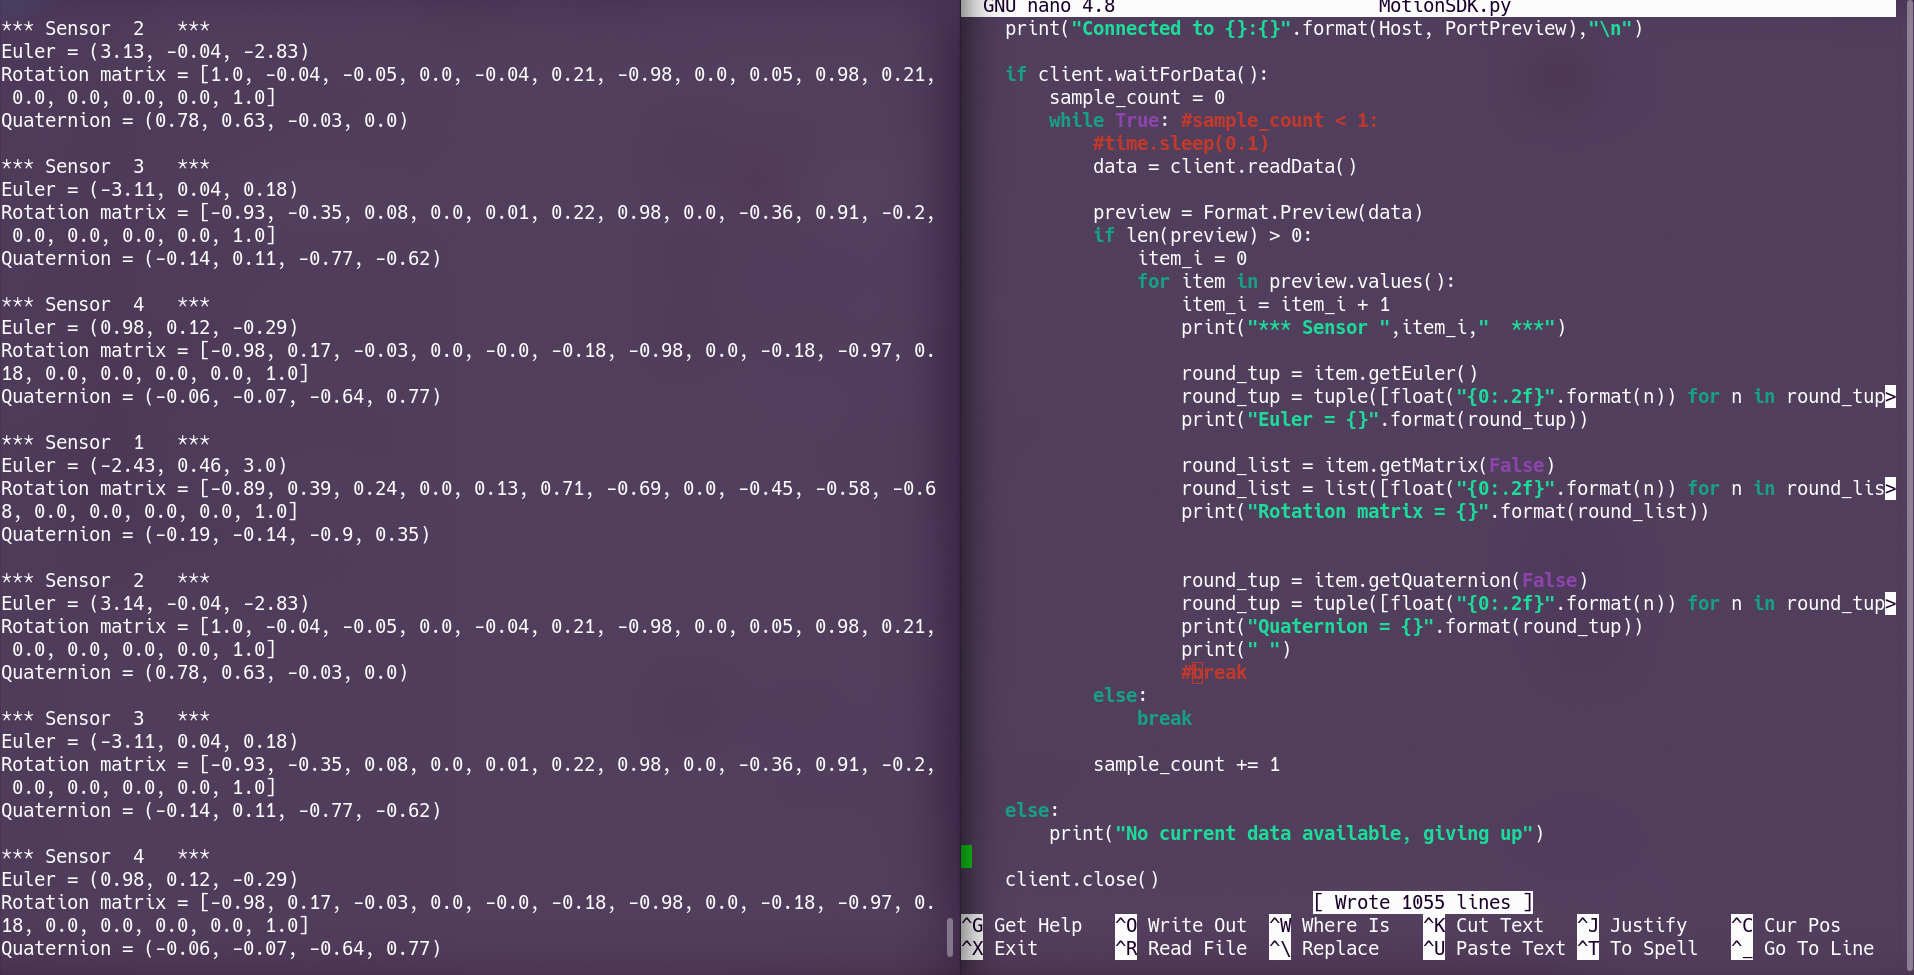 *** Sensor  2   ***
Euler = (3.13, -0.04, -2.83)
Rotation matrix = [1.0, -0.04, -0.05, 0.0, -0.04, 0.21, -0.98, 0.0, 0.05, 0.98, 0.21,
 0.0, 0.0, 0.0, 0.0, 1.0]
Quaternion = (0.78, 0.63, -0.03, 0.0)
*** Sensor  3   ***
Euler = (-3.11, 0.04, 0.18)
Rotation matrix = [-0.93, -0.35, 0.08, 0.0, 0.01, 0.22, 0.98, 0.0, -0.36, 0.91, -0.2,
 0.0, 0.0, 0.0, 0.0, 1.0]
Quaternion = (-0.14, 0.11, -0.77, -0.62)
*** Sensor  4   ***
Euler = (0.98, 0.12, -0.29)
Rotation matrix = [-0.98, 0.17, -0.03, 0.0, -0.0, -0.18, -0.98, 0.0, -0.18, -0.97, 0.
18, 0.0, 0.0, 0.0, 0.0, 1.0]
Quaternion = (-0.06, -0.07, -0.64, 0.77)
*** Sensor  1   ***
Euler = (-2.43, 0.46, 3.0)
Rotation matrix = [-0.89, 0.39, 0.24, 0.0, 0.13, 0.71, -0.69, 0.0, -0.45, -0.58, -0.6
8, 0.0, 0.0, 0.0, 0.0, 1.0]
Quaternion = (-0.19, -0.14, -0.9, 0.35)
*** Sensor  2   ***
Euler = (3.14, -0.04, -2.83)
Rotation matrix = [1.0, -0.04, -0.05, 0.0, -0.04, 0.21, -0.98, 0.0, 0.05, 0.98, 0.21,
 0.0, 0.0, 0.0, 0.0, 1.0]
Quaternion = (0.78, 0.63, -0.03, 0.0)
*** Sensor  3   ***
Euler = (-3.11, 0.04, 0.18)
Rotation matrix = [-0.93, -0.35, 0.08, 0.0, 0.01, 0.22, 0.98, 0.0, -0.36, 0.91, -0.2,
 0.0, 0.0, 0.0, 0.0, 1.0]
Quaternion = (-0.14, 0.11, -0.77, -0.62)
*** Sensor  4   ***
Euler = (0.98, 0.12, -0.29)
Rotation matrix = [-0.98, 0.17, -0.03, 0.0, -0.0, -0.18, -0.98, 0.0, -0.18, -0.97, 0.
18, 0.0, 0.0, 0.0, 0.0, 1.0]
Quaternion = (-0.06, -0.07, -0.64, 0.77)
GNU nano 4.8 MotionSDK.py
    print("Connected to {}:{}".format(Host, PortPreview),"\n")
    if client.waitForData():
        sample_count = 0
        while True: #sample_count < 1:
            #time.sleep(0.1)
            data = client.readData()
            preview = Format.Preview(data)
            if len(preview) > 0:
                item_i = 0
                for item in preview.values():
                    item_i = item_i + 1
                    print("*** Sensor ",item_i,"  ***")
                    round_tup = item.getEuler()
                    round_tup = tuple([float("{0:.2f}".format(n)) for n in round_tup>
                    print("Euler = {}".format(round_tup))
                    round_list = item.getMatrix(False)
                    round_list = list([float("{0:.2f}".format(n)) for n in round_lis>
                    print("Rotation matrix = {}".format(round_list))
                    round_tup = item.getQuaternion(False)
                    round_tup = tuple([float("{0:.2f}".format(n)) for n in round_tup>
                    print("Quaternion = {}".format(round_tup))
                    print(" ")
                    #break
            else:
                break
            sample_count += 1
    else:
        print("No current data available, giving up")
    client.close()
[ Wrote 1055 lines ]
^G Get Help   ^O Write Out  ^W Where Is   ^K Cut Text   ^J Justify    ^C Cur Pos
^X Exit       ^R Read File  ^\ Replace    ^U Paste Text ^T To Spell   ^_ Go To Line